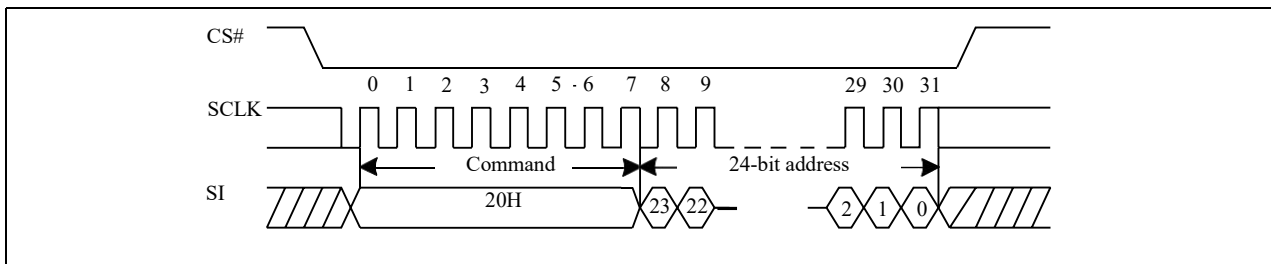 CS#
0 1 2 3 4 5 - 6 7 8 9 29 30 31
SCLK
Command 24-bit address
SI 20H 23 22 2 1 0